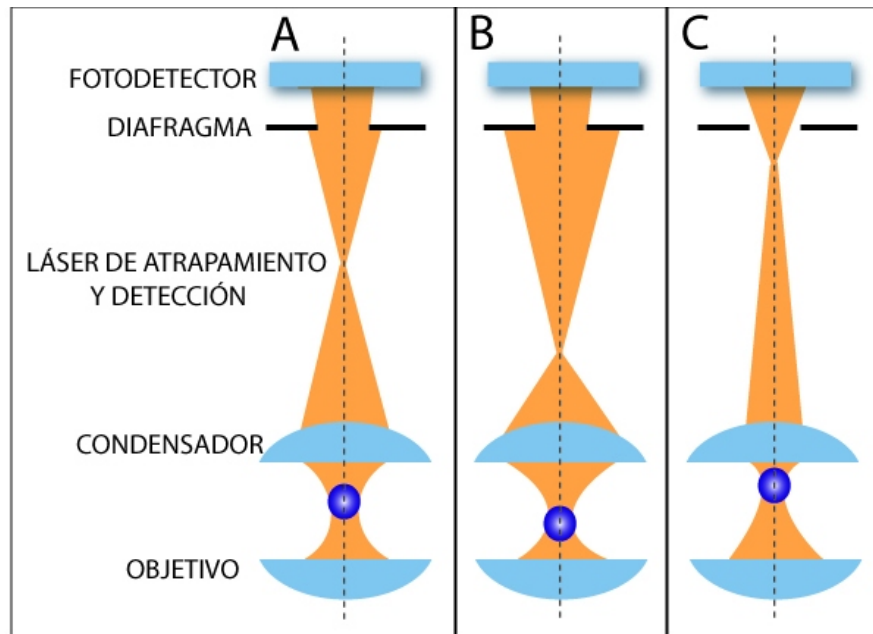 A
B
C
FOTODETECTOR
DIAFRAGMA
LÁSER DE ATRAPAMIENTO
Y DETECCIÓN
CONDENSADOR
OBJETIVO